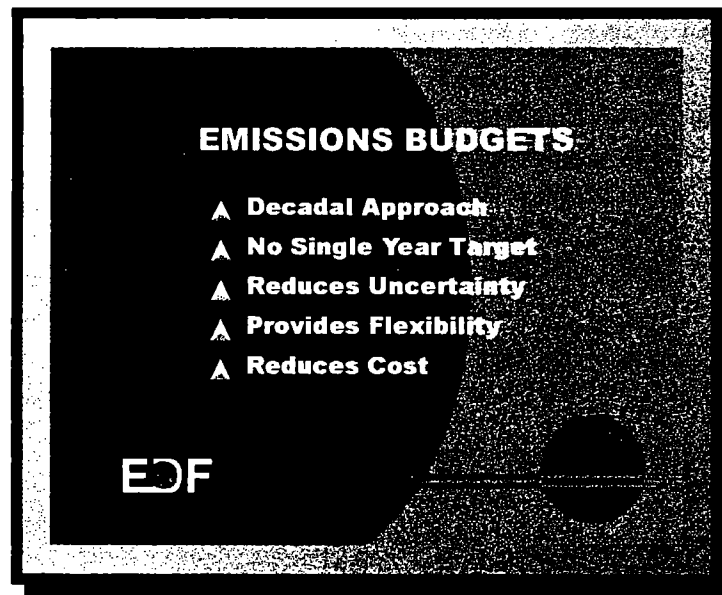 EMISSIONS BUDGETS
Decadal Approach
No Single Year Target
Reduces Uncertainty
Provides Flexibility
Reduces Cost
EDF